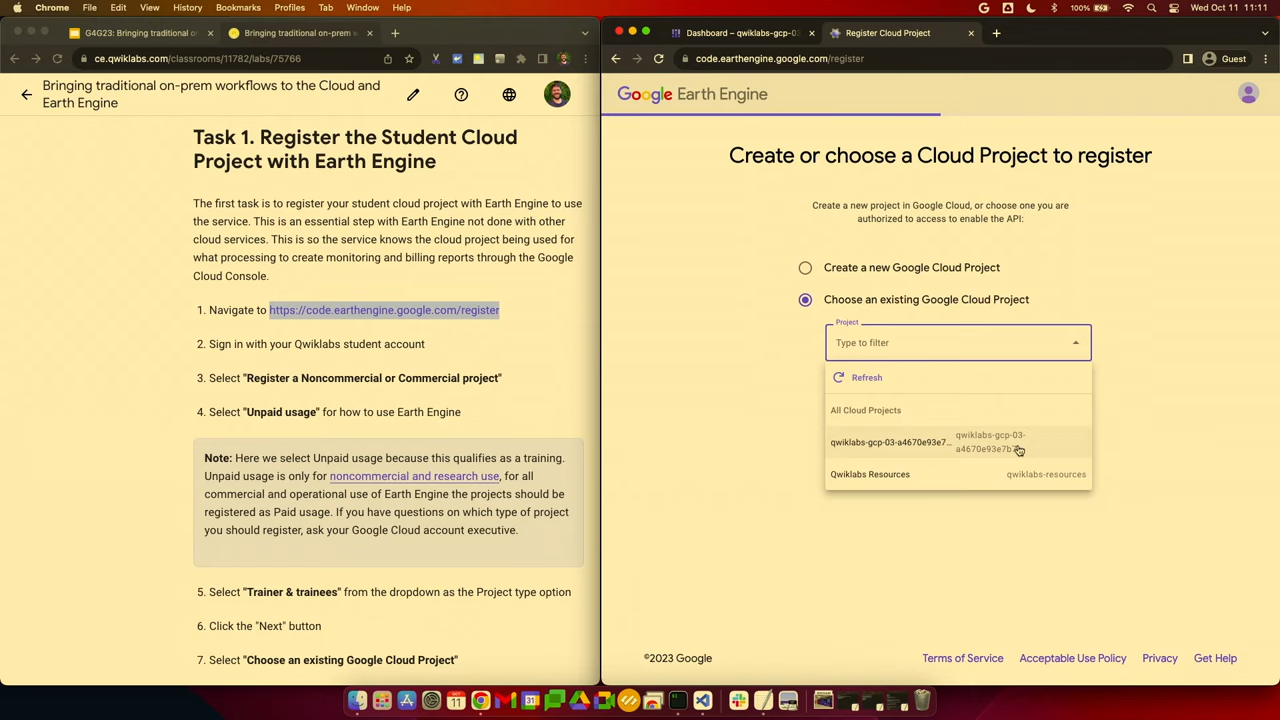 Chrome File Edit View History Bookmarks Profiles Tab Window Help
100% Wed Oct 11 11:11
G4G23: Bringing traditional on
Bringing traditional on-prem w
ce.qwiklabs.com/classrooms/11782/labs/75766
Bringing traditional on-prem workflows to the Cloud and
Earth Engine
Task 1. Register the Student Cloud
Project with Earth Engine
The first task is to register your student cloud project with Earth Engine to use
the service. This is an essential step with Earth Engine not done with other
cloud services. This is so the service knows the cloud project being used for
what processing to create monitoring and billing reports through the Google
Cloud Console.
1. Navigate to https://code.earthengine.google.com/register
2. Sign in with your Qwiklabs student account
3. Select "Register a Noncommercial or Commercial project"
4. Select "Unpaid usage" for how to use Earth Engine
Note: Here we select Unpaid usage because this qualifies as a training.
Unpaid usage is only for noncommercial and research use, for all
commercial and operational use of Earth Engine the projects should be
registered as Paid usage. If you have questions on which type of project
you should register, ask your Google Cloud account executive.
5. Select "Trainer & trainees" from the dropdown as the Project type option
6. Click the "Next" button
7. Select "Choose an existing Google Cloud Project"
Dashboard – qwiklabs-gcp-03-
Register Cloud Project
code.earthengine.google.com/register
Guest
Google Earth Engine
Create or choose a Cloud Project to register
Create a new project in Google Cloud, or choose one you are
authorized to access to enable the API:
Create a new Google Cloud Project
Choose an existing Google Cloud Project
Project
Type to filter
Refresh
All Cloud Projects
qwiklabs-gcp-03-a4670e93e7... qwiklabs-gcp-03-
a4670e93e7b
Qwiklabs Resources qwiklabs-resources
©2023 Google Terms of Service Acceptable Use Policy Privacy Get Help